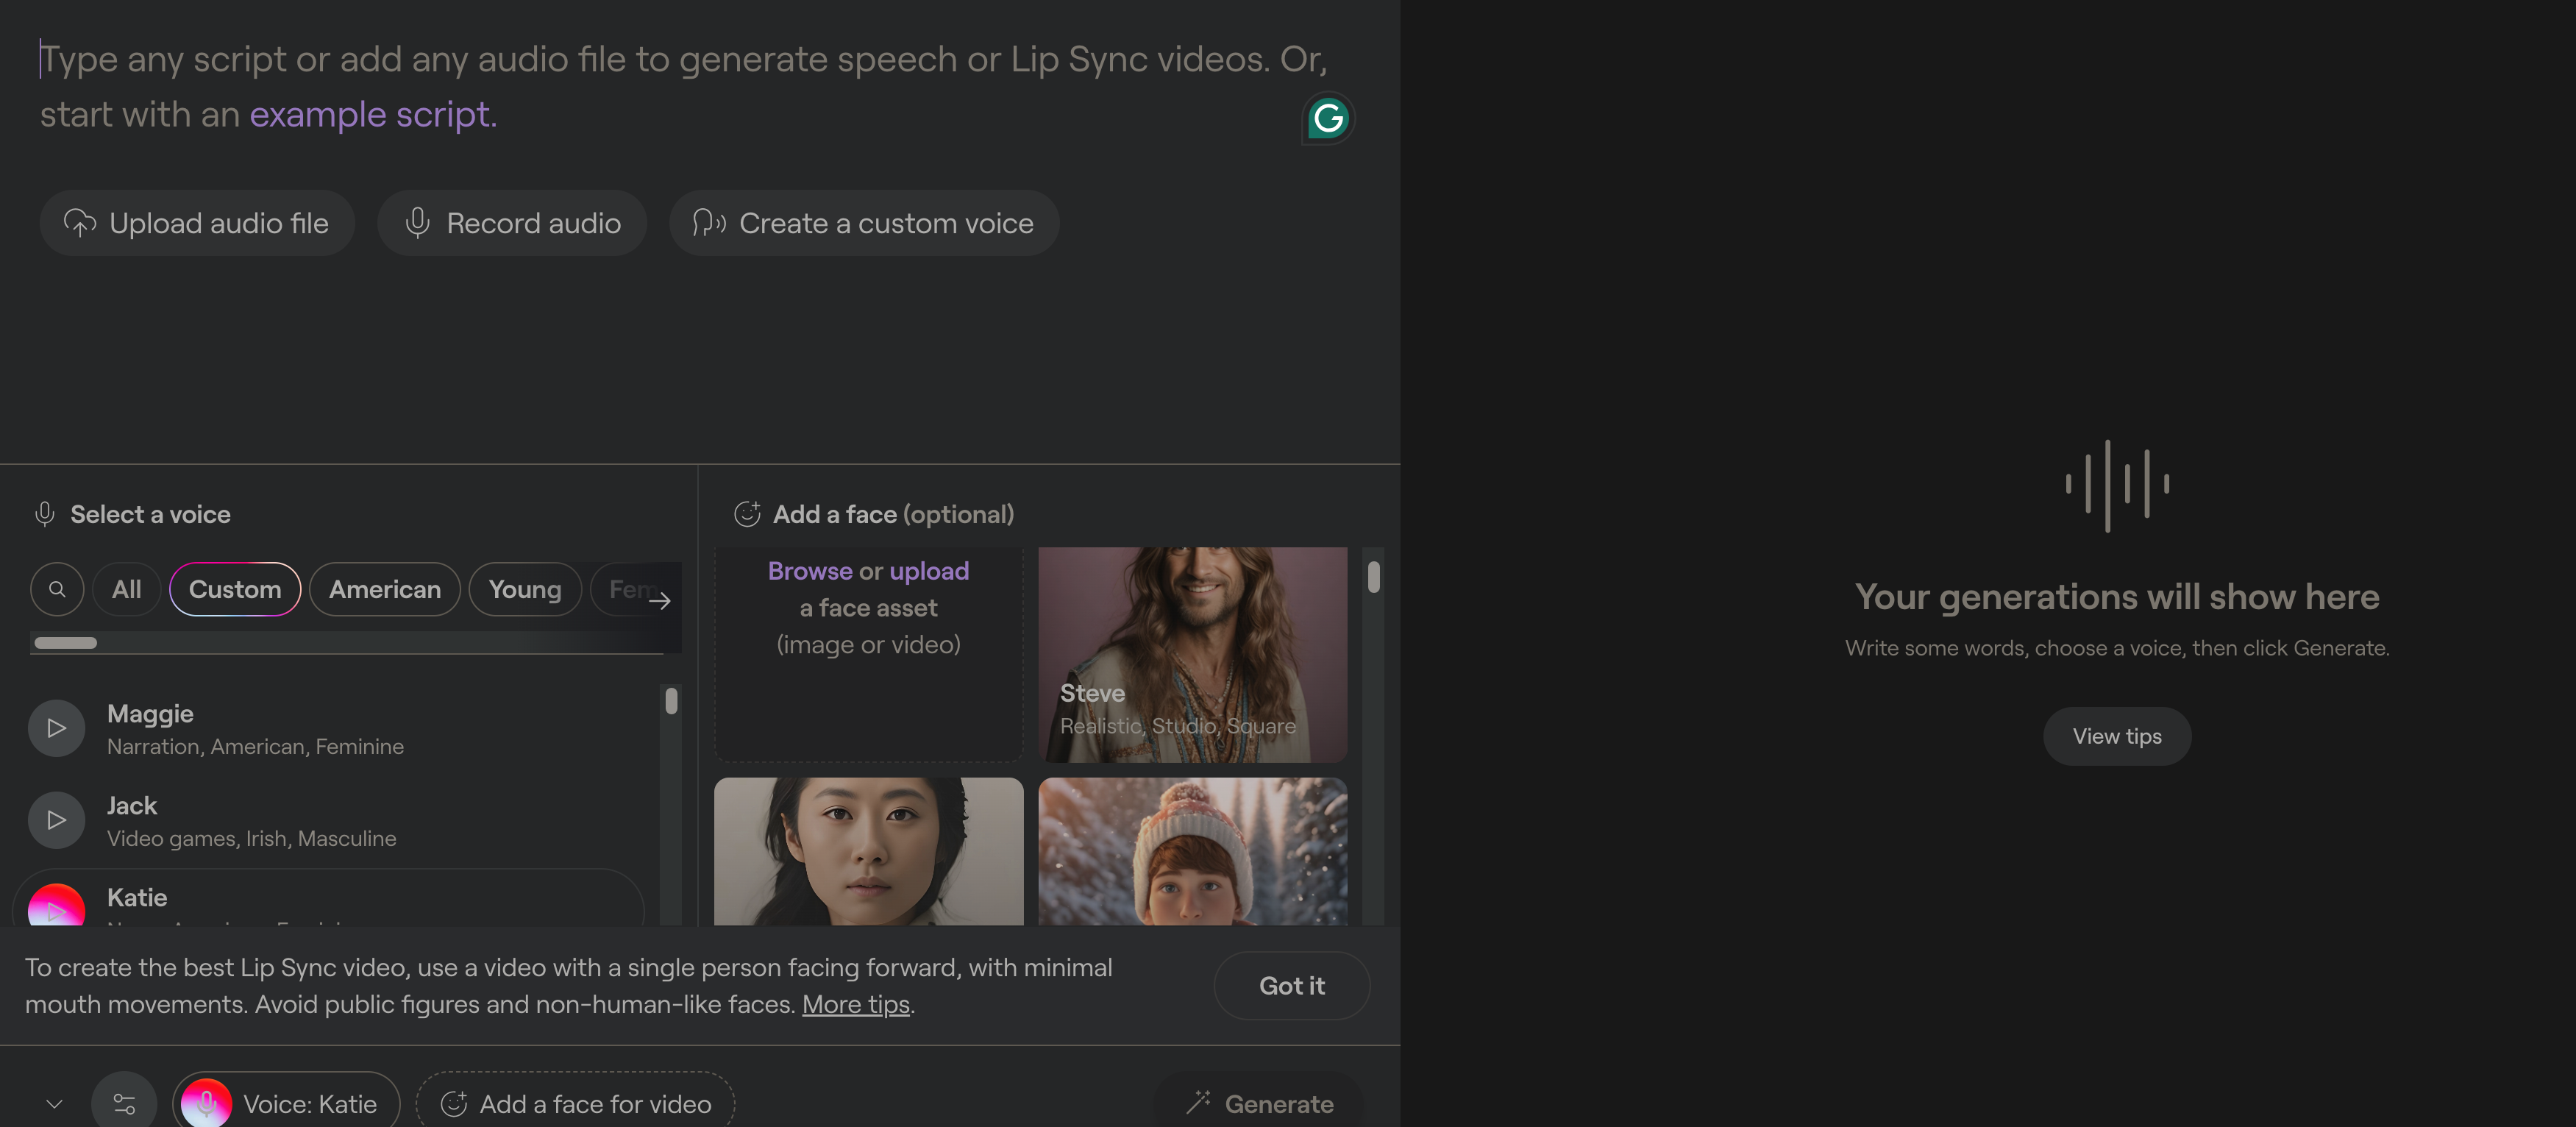 Type any script or add any audio file to generate speech or Lip Sync videos. Or,
start with an example script.
Upload audio file
Record audio
Create a custom voice
Select a voice
All
Custom
American
Young
Maggie
Narration, American, Feminine
Jack
Video games, Irish, Masculine
Katie
Add a face (optional)
Browse or upload
a face asset
(image or video)
Steve
Realistic, Studio, Square
To create the best Lip Sync video, use a video with a single person facing forward, with minimal
mouth movements. Avoid public figures and non-human-like faces. More tips.
Got it
Voice: Katie
Add a face for video
Generate
Your generations will show here
Write some words, choose a voice, then click Generate.
View tips